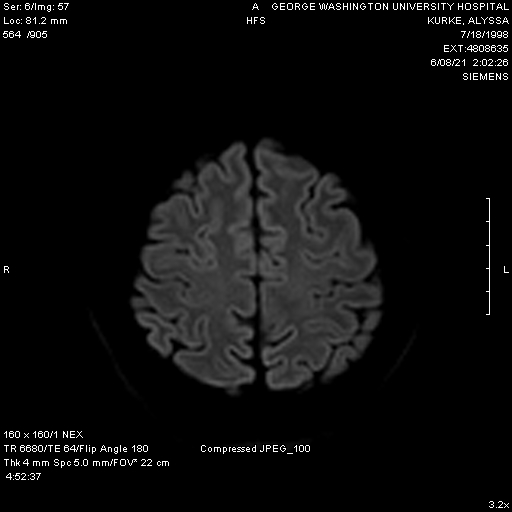 Ser: 6/Img: 57
Loc: 81.2 mm
564 /905
A GEORGE WASHINGTON UNIVERSITY HOSPITAL
HFS
KURKE, ALYSSA
7/18/1998
EXT:4808635
6/08/21 2:02:26
SIEMENS
R
L
160 x 160/1 NEX
TR 6680/TE 64/Flip Angle 180
Thk 4 mm Spc 5.0 mm/FOV* 22 cm
4:52:37
Compressed JPEG_100
3.2x